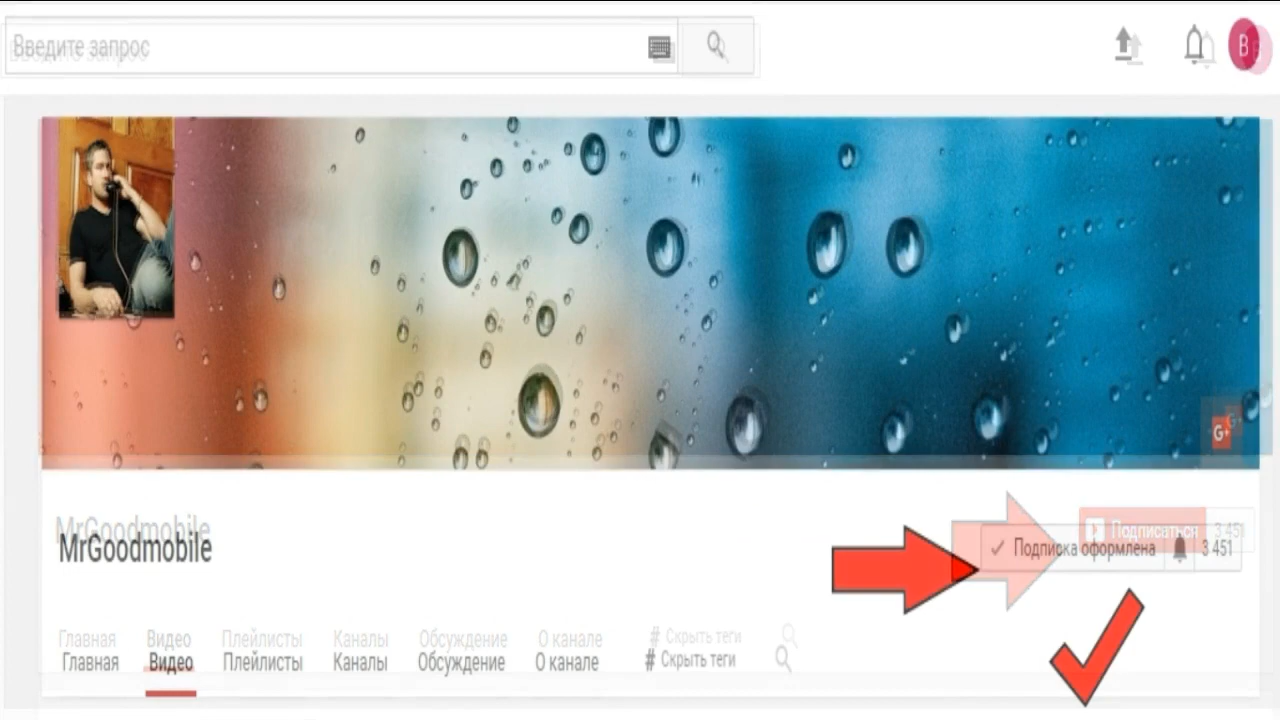 Введите запрос
B
G+
MrGoodmobile
MrGoodmobile
Подписаться 3 451
Подписка оформлена 3 451
Главная Видео Плейлисты Каналы Обсуждение О канале # Скрыть теги
Главная Видео Плейлисты Каналы Обсуждение О канале # Скрыть теги